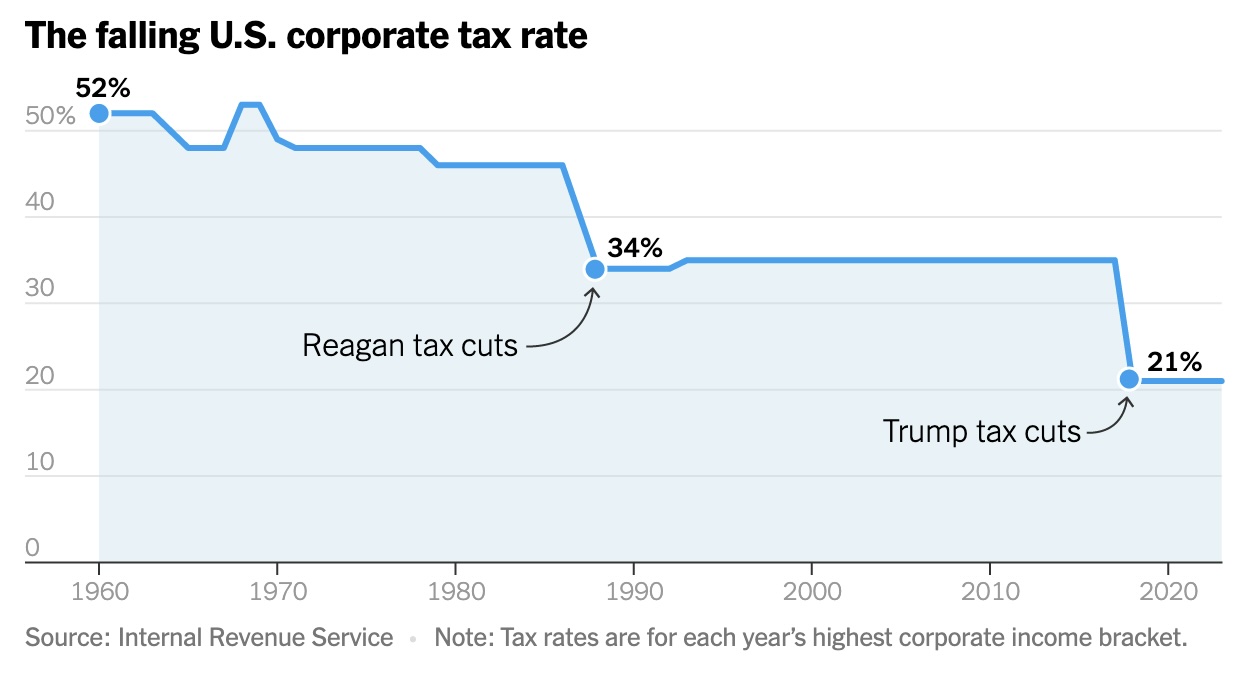 The falling U.S. corporate tax rate
52%
50%
40
34%
30
Reagan tax cuts
21%
20
Trump tax cuts
10
0
1960 1970 1980 1990 2000 2010 2020
Source: Internal Revenue Service • Note: Tax rates are for each year’s highest corporate income bracket.